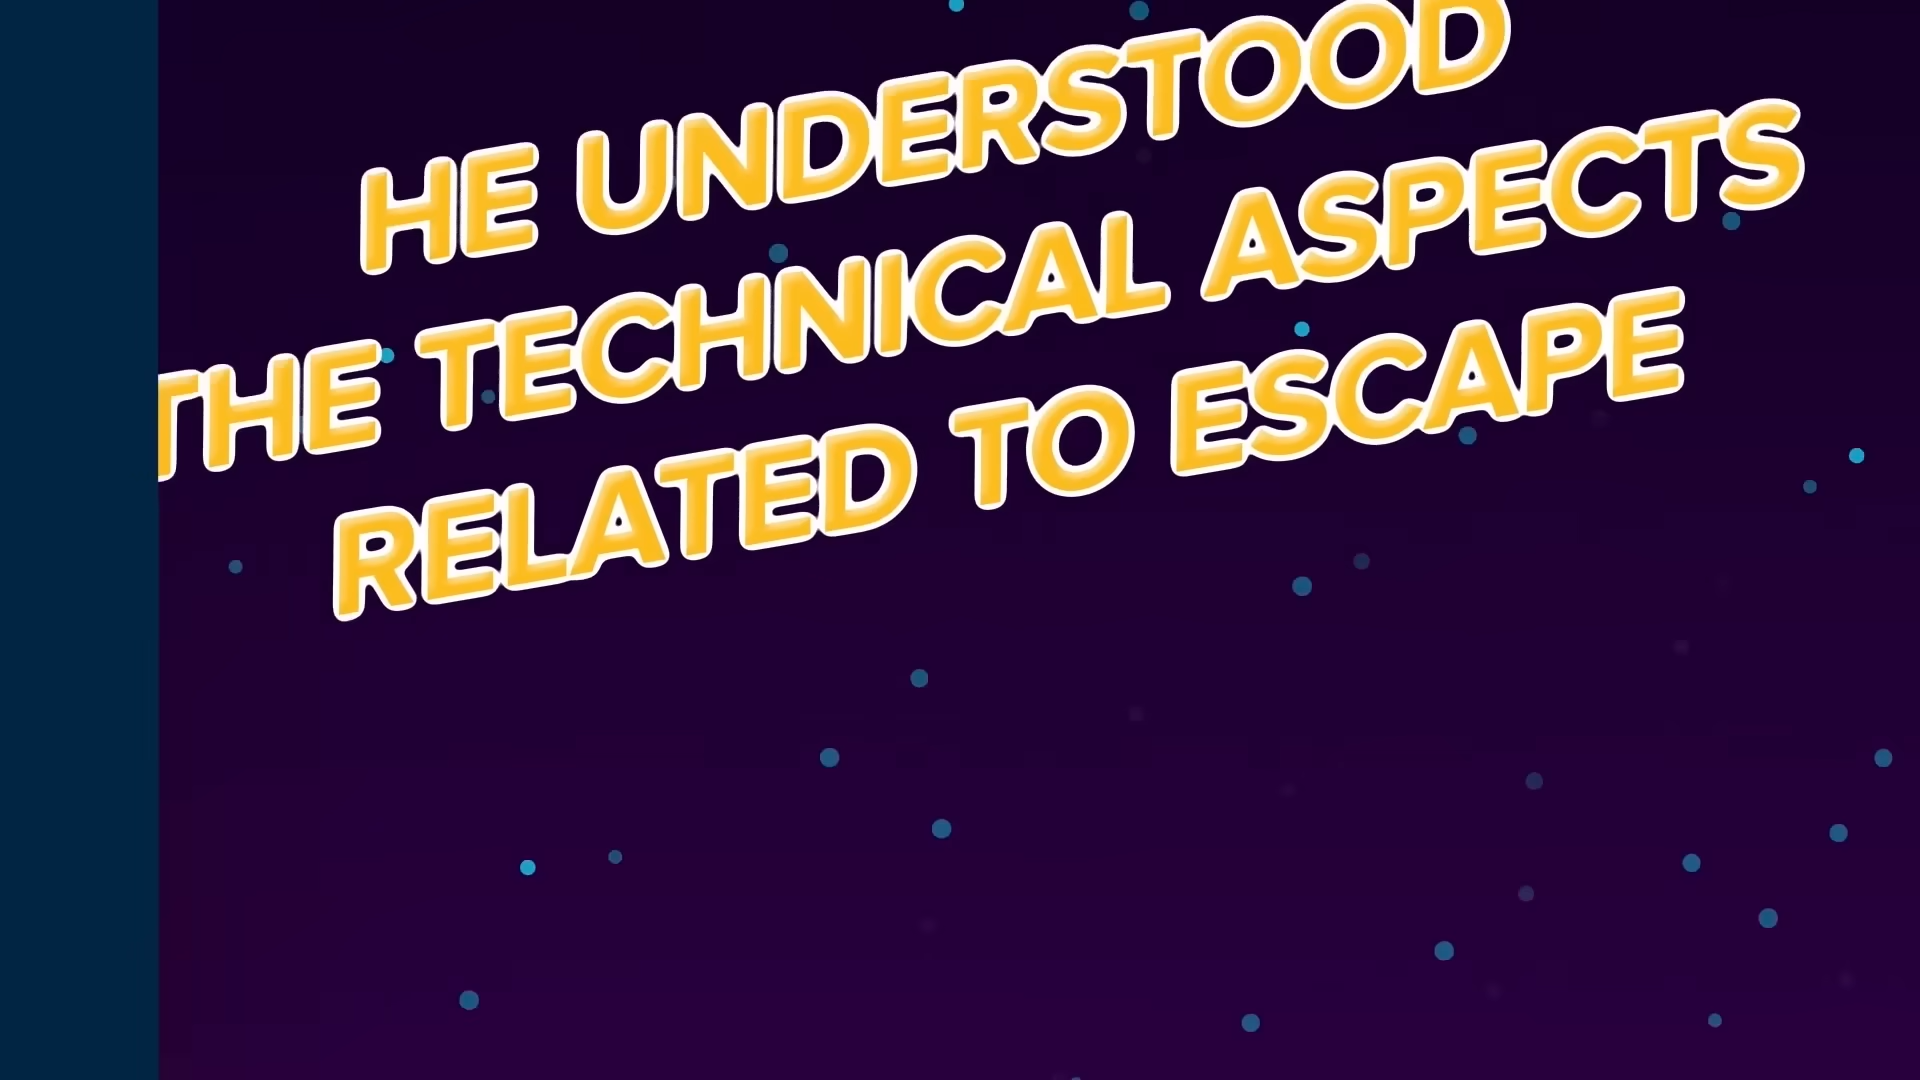 HE UNDERSTOOD
THE TECHNICAL ASPECTS
RELATED TO ESCAPE